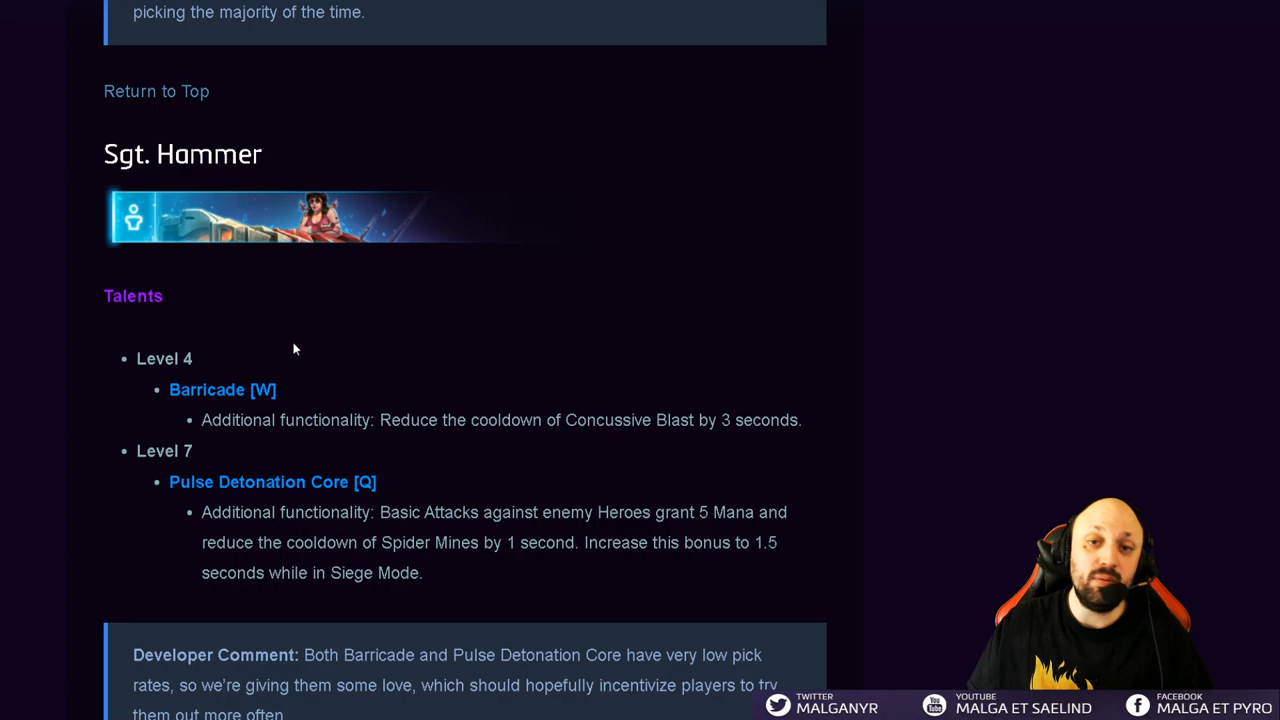 picking the majority of the time.
Return to Top
Sgt. Hammer
Talents
Level 4
Barricade [W]
Additional functionality: Reduce the cooldown of Concussive Blast by 3 seconds.
Level 7
Pulse Detonation Core [Q]
Additional functionality: Basic Attacks against enemy Heroes grant 5 Mana and
reduce the cooldown of Spider Mines by 1 second. Increase this bonus to 1.5
seconds while in Siege Mode.
Developer Comment: Both Barricade and Pulse Detonation Core have very low pick
rates, so we're giving them some love, which should hopefully incentivize players to try
them out more often.
TWITTER
MALGANYR
You Tube
YOUTUBE
MALGA ET SAELIND
FACEBOOK
MALGA ET PYRO